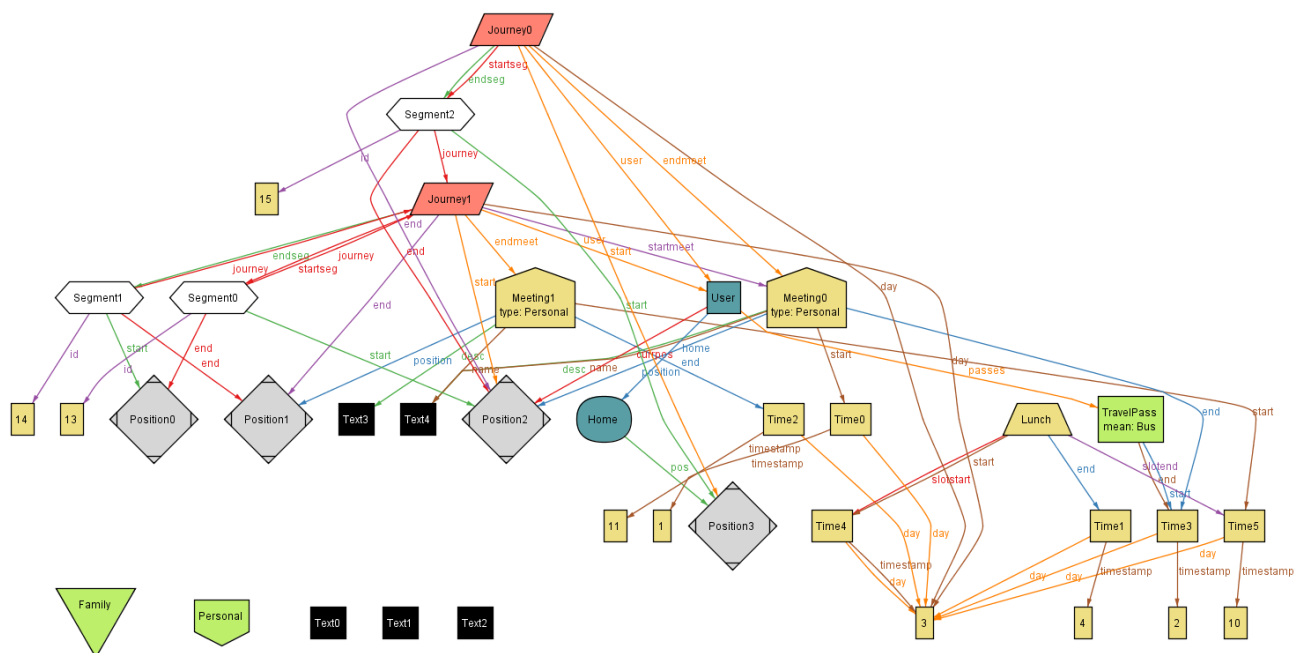 Journey0
startseg
endseg
Segment2
id
journey
user
endmeet
15
Journey1
end
endseg
journey
journey
startseg
end
endmeet
user
start
startmeet
day
Segment1
Segment0
start
end
start
Meeting1
type: Personal
User
Meeting0
type: Personal
id
start
end
end
id
start
position
desc
name
desc
name
currpos
home
end
position
start
day
passes
end
start
14
13
Position0
Position1
Text3
Text4
Position2
Home
Time2
Time0
Lunch
TravelPass
mean: Bus
timestamp
timestamp
pos
slotstart
start
end
slotend
end
start
11
1
Position3
Time4
Time1
Time3
Time5
day
day
timestamp
day
day
day
day
timestamp
timestamp
timestamp
Family
Personal
Text0
Text1
Text2
3
4
2
10